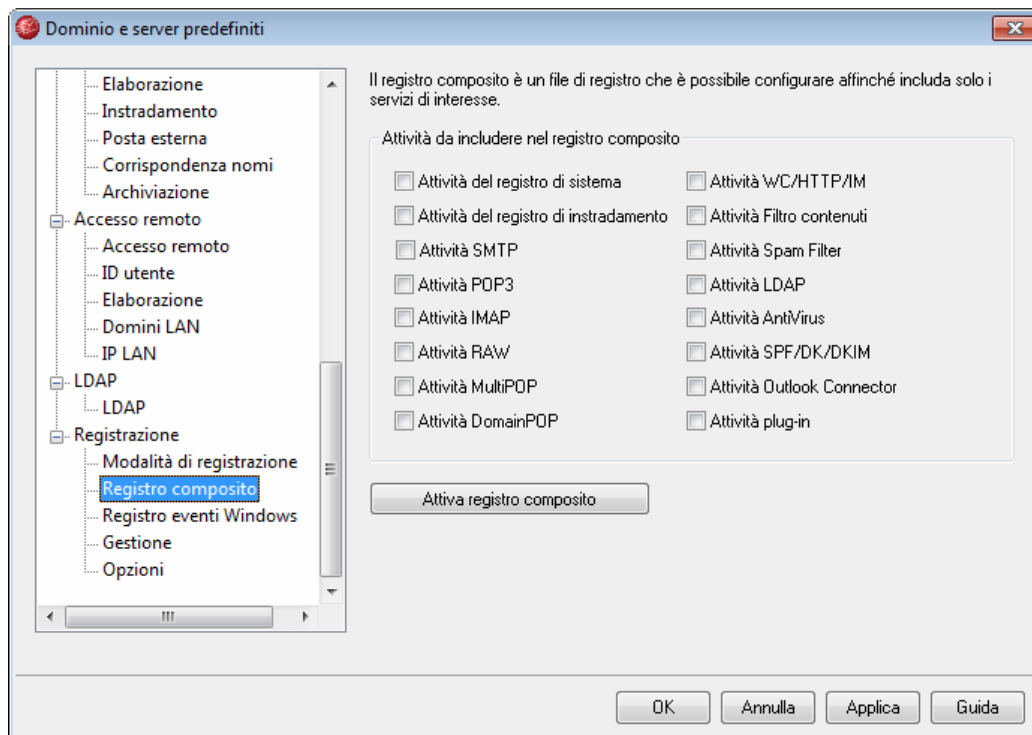 Dominio e server predefiniti
Elaborazione
Instradamento
Posta esterna
Corrispondenza nomi
Archiviazione
Accesso remoto
Accesso remoto
ID utente
Elaborazione
Domini LAN
IP LAN
LDAP
LDAP
Registrazione
Modalità di registrazione
Registro composito
Registro eventi Windows
Gestione
Opzioni
Il registro composito è un file di registro che è possibile configurare affinché includa solo i
servizi di interesse.
Attività da includere nel registro composito
Attività del registro di sistema
Attività del registro di instradamento
Attività SMTP
Attività POP3
Attività IMAP
Attività RAW
Attività MultiPOP
Attività DomainPOP
Attività WC/HTTP/IM
Attività Filtro contenuti
Attività Spam Filter
Attività LDAP
Attività AntiVirus
Attività SPF/DK/DKIM
Attività Outlook Connector
Attività plug-in
Attiva registro composito
OK
Annulla
Applica
Guida